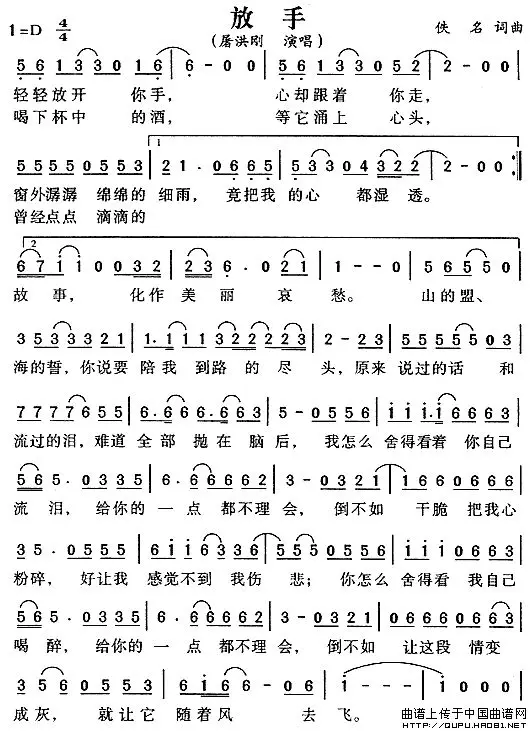 放手
1=D 4/4 (屠洪刚 演唱) 佚名 词曲
5 6 1 3 3 0 1 6 | 6 - 0 0 | 5 6 1 3 3 0 5 2 | 2 - 0 0 |
轻轻放开 你手， 心却跟着 你走，
喝下杯中 的酒， 等它涌上 心头，
5 5 5 5 5 0 5 5 3 | 1 2 1 · 0 6 6 5 | 5 3 3 0 4 3 2 2 | 2 - 0 0 :|
窗外潺潺 绵绵的 细雨， 竟把我 的心 都湿 透。
曾经点点 滴滴的
2 6 7 i i 0 0 3 2 | 2 3 6 · 0 2 1 | 1 - - 0 | 5 6 5 5 5 0 |
故 事， 化作 美 丽 哀 愁。 山的盟、
3 5 3 3 3 2 1 | 1 · 1 1 1 3 2 2 2 3 | 2 - 2 3 | 5 5 5 5 0 6 |
海的誓，你说要 陪我 到路 的 尽 头，原来 说过的话 和
7 7 7 7 6 5 5 | 6 · 6 6 6 · 6 6 3 | 5 - 0 5 5 6 | i i i · i 6 6 6 3 |
流过的泪，难道 全部 抛在 脑后， 我怎么 舍得看着 你自己
5 6 5 · 0 3 3 5 | 6 · 0 6 6 6 6 2 | 3 - 0 3 2 1 | 1 6 6 0 6 6 6 |
流 泪， 给你的 一 点 都不理 会， 倒不如 干脆 把我心
3 5 · 0 5 5 5 | 6 i i 6 3 3 6 | 5 5 5 0 5 5 6 | i i i i 0 6 6 3 |
粉碎， 好让我 感觉 不到 我伤 悲； 你怎么 舍得看 我自己
5 6 5 · 0 3 3 5 | 6 · 0 6 6 6 6 2 | 3 - 0 3 2 1 | 0 6 6 6 0 6 6 6 |
喝 醉， 给你的 一 点 都不理 会， 倒不如 让这段 情变
3 5 · 0 5 5 5 | 6 1 6 6 - | 0 6 · 0 6 | i - - - | i 0 0 0 ‖
成灰， 就让它 随着风 去 飞。
曲谱上传于中国曲谱网
HTTP://QUPU.HAO81.NET